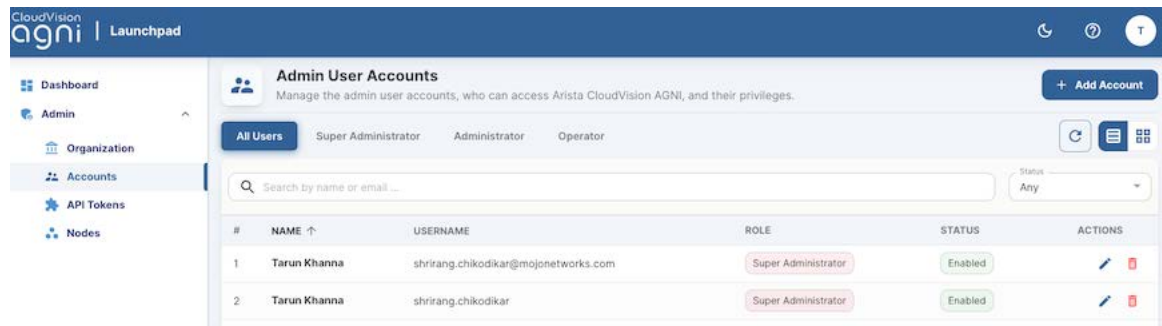 CloudVision
agni | Launchpad
T
Dashboard
Admin
Organization
Accounts
API Tokens
Nodes
Admin User Accounts
Manage the admin user accounts, who can access Arista CloudVision AGNI, and their privileges.
+ Add Account
All Users Super Administrator Administrator Operator
Search by name or email ...
Status
Any
# NAME ↑ USERNAME ROLE STATUS ACTIONS
1 Tarun Khanna shrirang.chikodikar@mojonetworks.com Super Administrator Enabled
2 Tarun Khanna shrirang.chikodikar Super Administrator Enabled